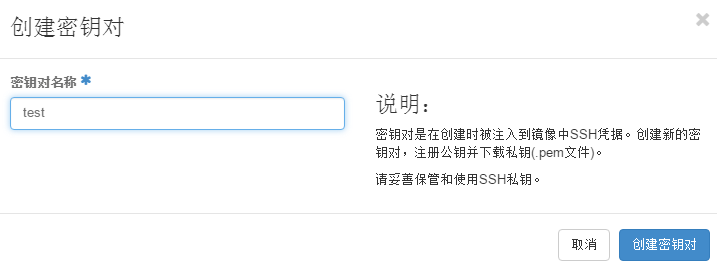 创建密钥对
×
密钥对名称 *
test
说明：
密钥对是在创建时被注入到镜像中SSH凭据。创建新的密
钥对，注册公钥并下载私钥(.pem文件)。
请妥善保管和使用SSH私钥。
取消
创建密钥对